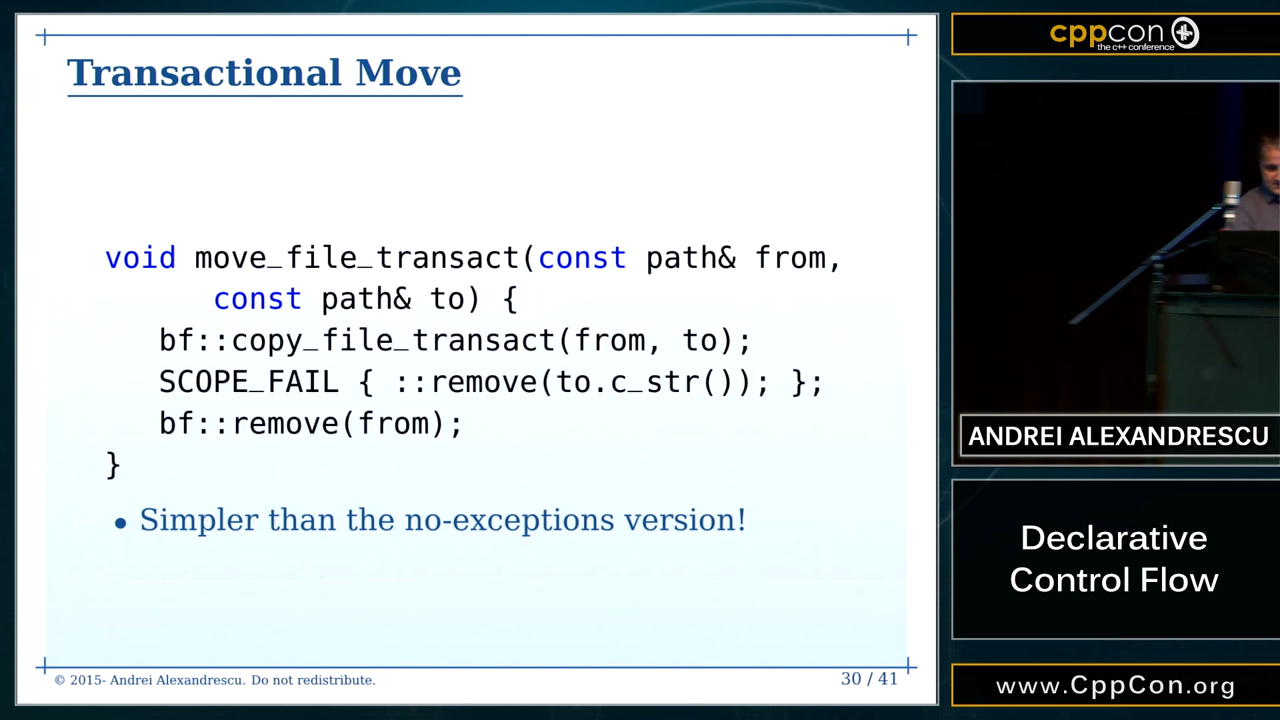 Transactional Move
void move_file_transact(const path& from,
const path& to) {
bf::copy_file_transact(from, to);
SCOPE_FAIL { ::remove(to.c_str()); };
bf::remove(from);
}
• Simpler than the no-exceptions version!
© 2015- Andrei Alexandrescu. Do not redistribute.
30 / 41
cppcon
the c++ conference
ANDREI ALEXANDRESCU
Declarative
Control Flow
www.CppCon.org